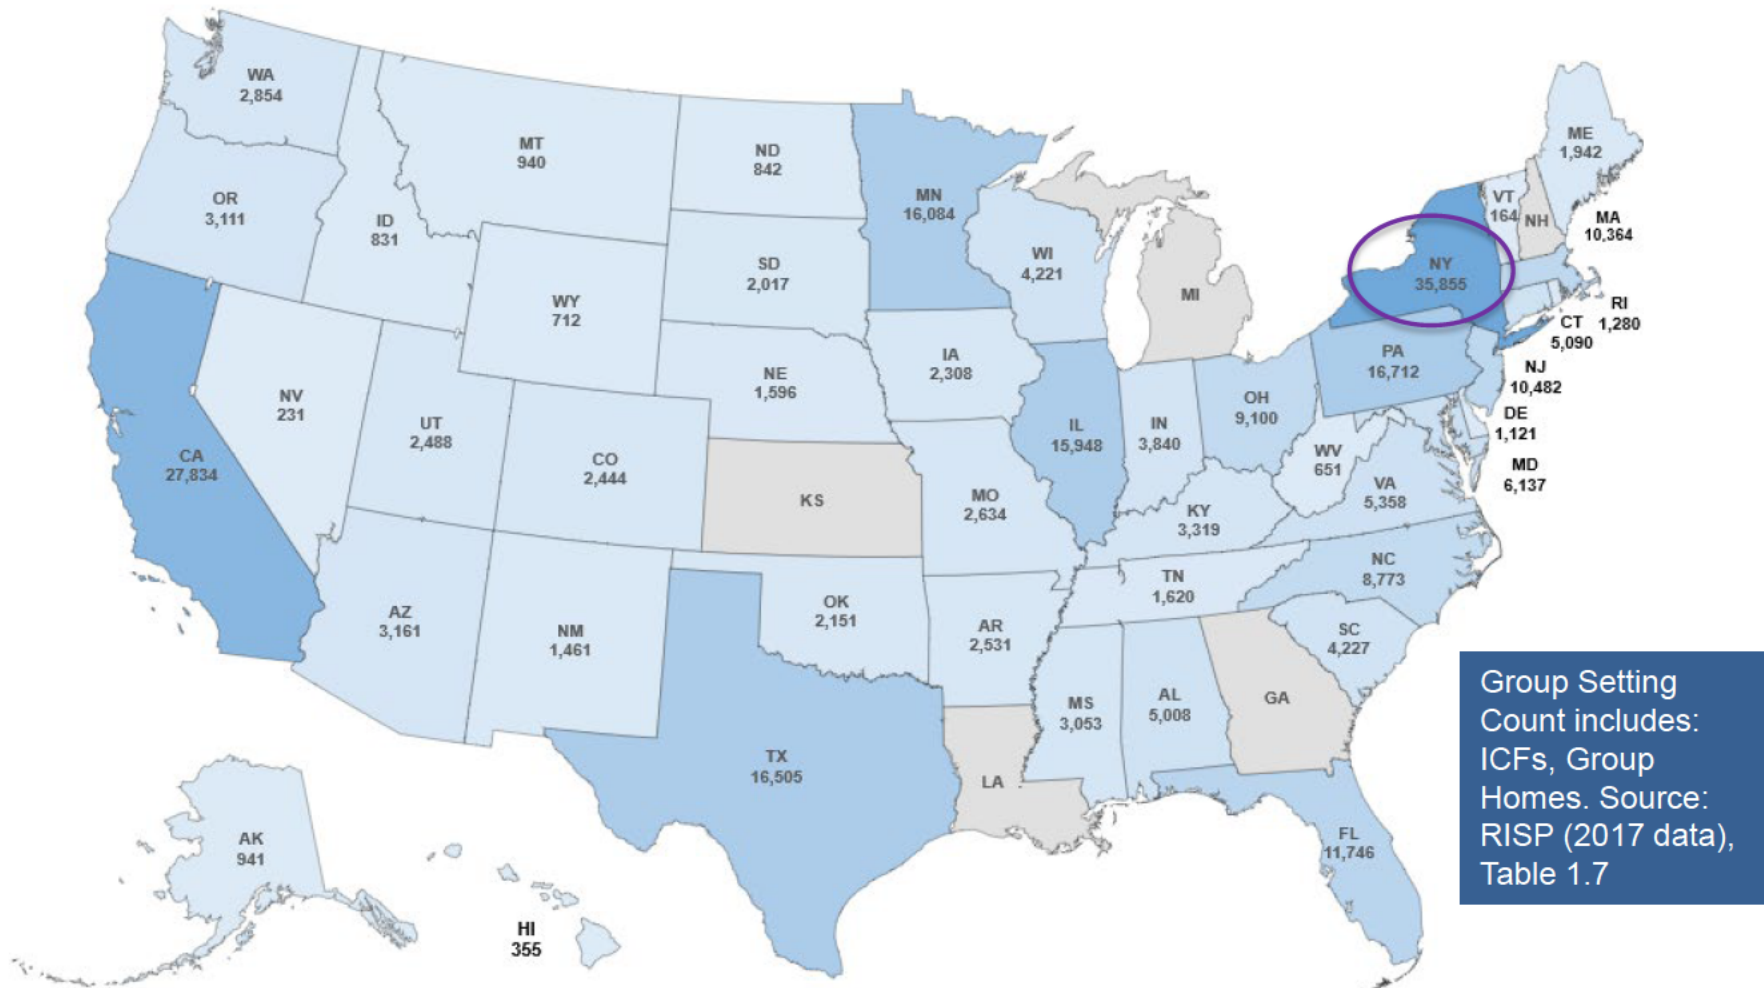 WA
2,854
MT
940
ND
842
MN
16,084
ME
1,942
OR
3,111
ID
831
VT
164
NH
MA
10,364
SD
2,017
WI
4,221
NY
35,855
WY
712
MI
RI
1,280
CT
5,090
IA
2,308
PA
16,712
NJ
10,482
NE
1,596
NV
231
UT
2,488
OH
9,100
DE
1,121
IL
15,948
IN
3,840
CA
27,834
CO
2,444
WV
651
MD
6,137
VA
5,358
KS
MO
2,634
KY
3,319
NC
8,773
TN
1,620
AZ
3,161
OK
2,151
NM
1,461
AR
2,531
SC
4,227
MS
3,053
AL
5,008
GA
TX
16,505
LA
FL
11,746
AK
941
HI
355
Group Setting
Count includes:
ICFs, Group
Homes. Source:
RISP (2017 data),
Table 1.7